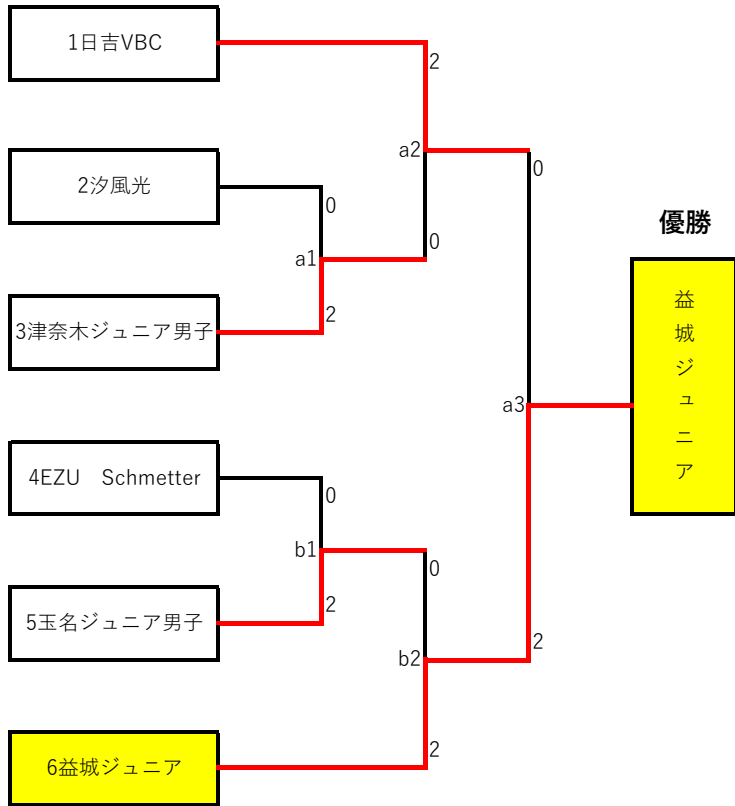 1日吉VBC
2
a2
0
2汐風光
0
優勝
0
a1
益城ジュニア
2
3津奈木ジュニア男子
a3
4EZU　Schmetter
0
b1
0
2
5玉名ジュニア男子
2
b2
2
6益城ジュニア